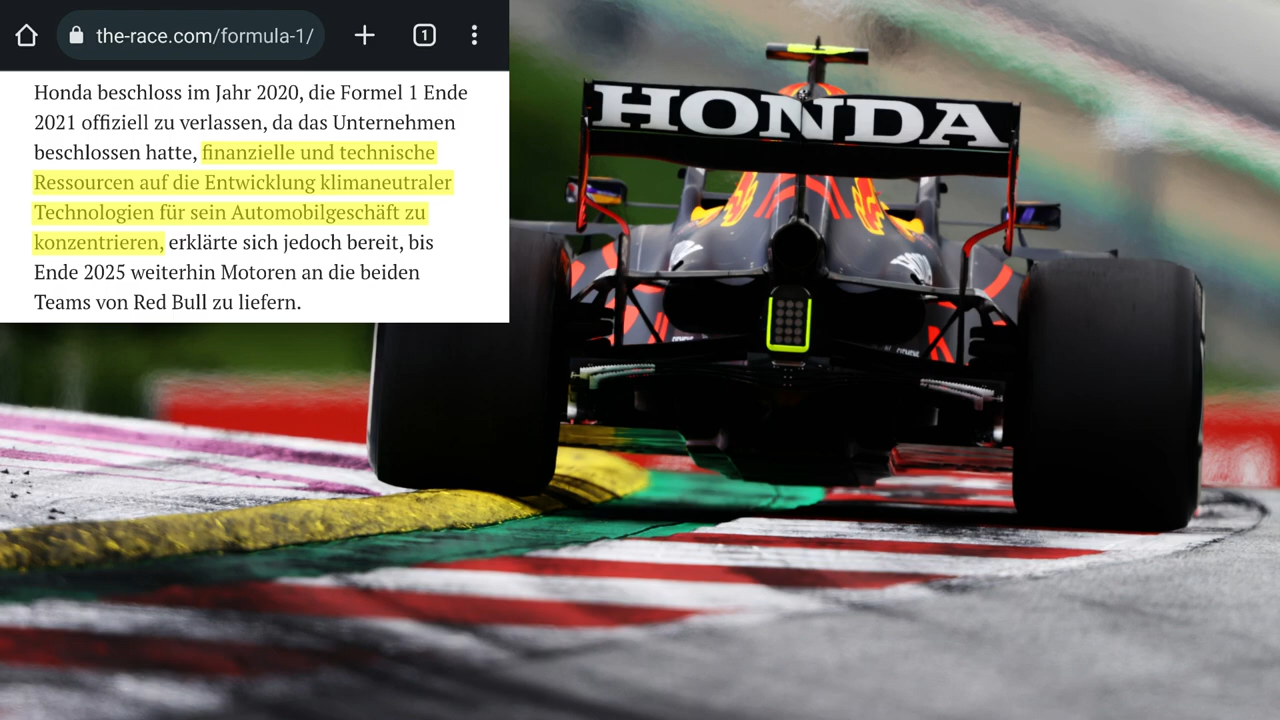 the-race.com/formula-1/
1
Honda beschloss im Jahr 2020, die Formel 1 Ende
2021 offiziell zu verlassen, da das Unternehmen
beschlossen hatte, finanzielle und technische
Ressourcen auf die Entwicklung klimaneutraler
Technologien für sein Automobilgeschäft zu
konzentrieren, erklärte sich jedoch bereit, bis
Ende 2025 weiterhin Motoren an die beiden
Teams von Red Bull zu liefern.
HONDA